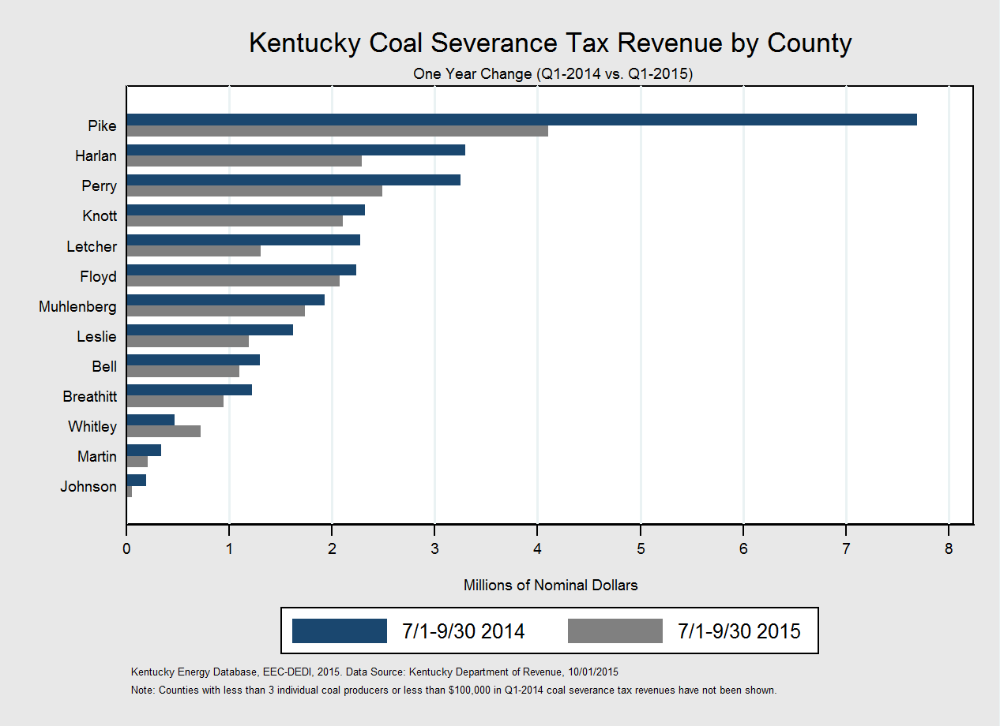 Kentucky Coal Severance Tax Revenue by County
One Year Change (Q1-2014 vs. Q1-2015)
Pike
Harlan
Perry
Knott
Letcher
Floyd
Muhlenberg
Leslie
Bell
Breathitt
Whitley
Martin
Johnson
0 1 2 3 4 5 6 7 8
Millions of Nominal Dollars
7/1-9/30 2014 7/1-9/30 2015
Kentucky Energy Database, EEC-DEDI, 2015. Data Source: Kentucky Department of Revenue, 10/01/2015
Note: Counties with less than 3 individual coal producers or less than $100,000 in Q1-2014 coal severance tax revenues have not been shown.